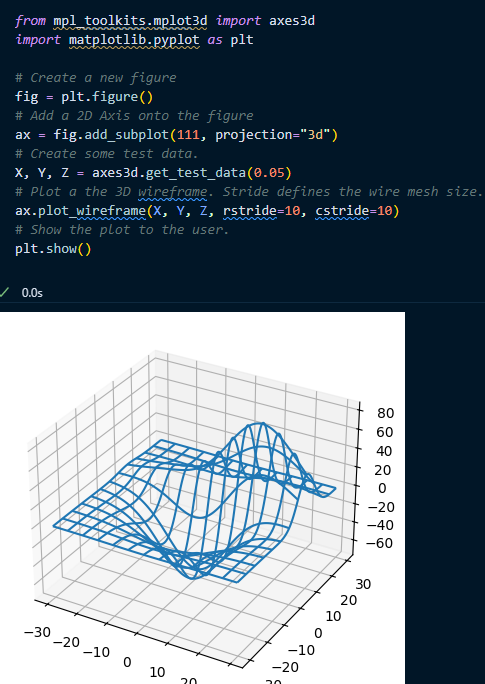 from mpl_toolkits.mplot3d import axes3d
import matplotlib.pyplot as plt
# Create a new figure
fig = plt.figure()
# Add a 2D Axis onto the figure
ax = fig.add_subplot(111, projection="3d")
# Create some test data.
X, Y, Z = axes3d.get_test_data(0.05)
# Plot a the 3D wireframe. Stride defines the wire mesh size.
ax.plot_wireframe(X, Y, Z, rstride=10, cstride=10)
# Show the plot to the user.
plt.show()
✓ 0.0s
80
60
40
20
0
−20
−40
−60
30
20
10
0
−10
−20
−30
−20
−10
0
10